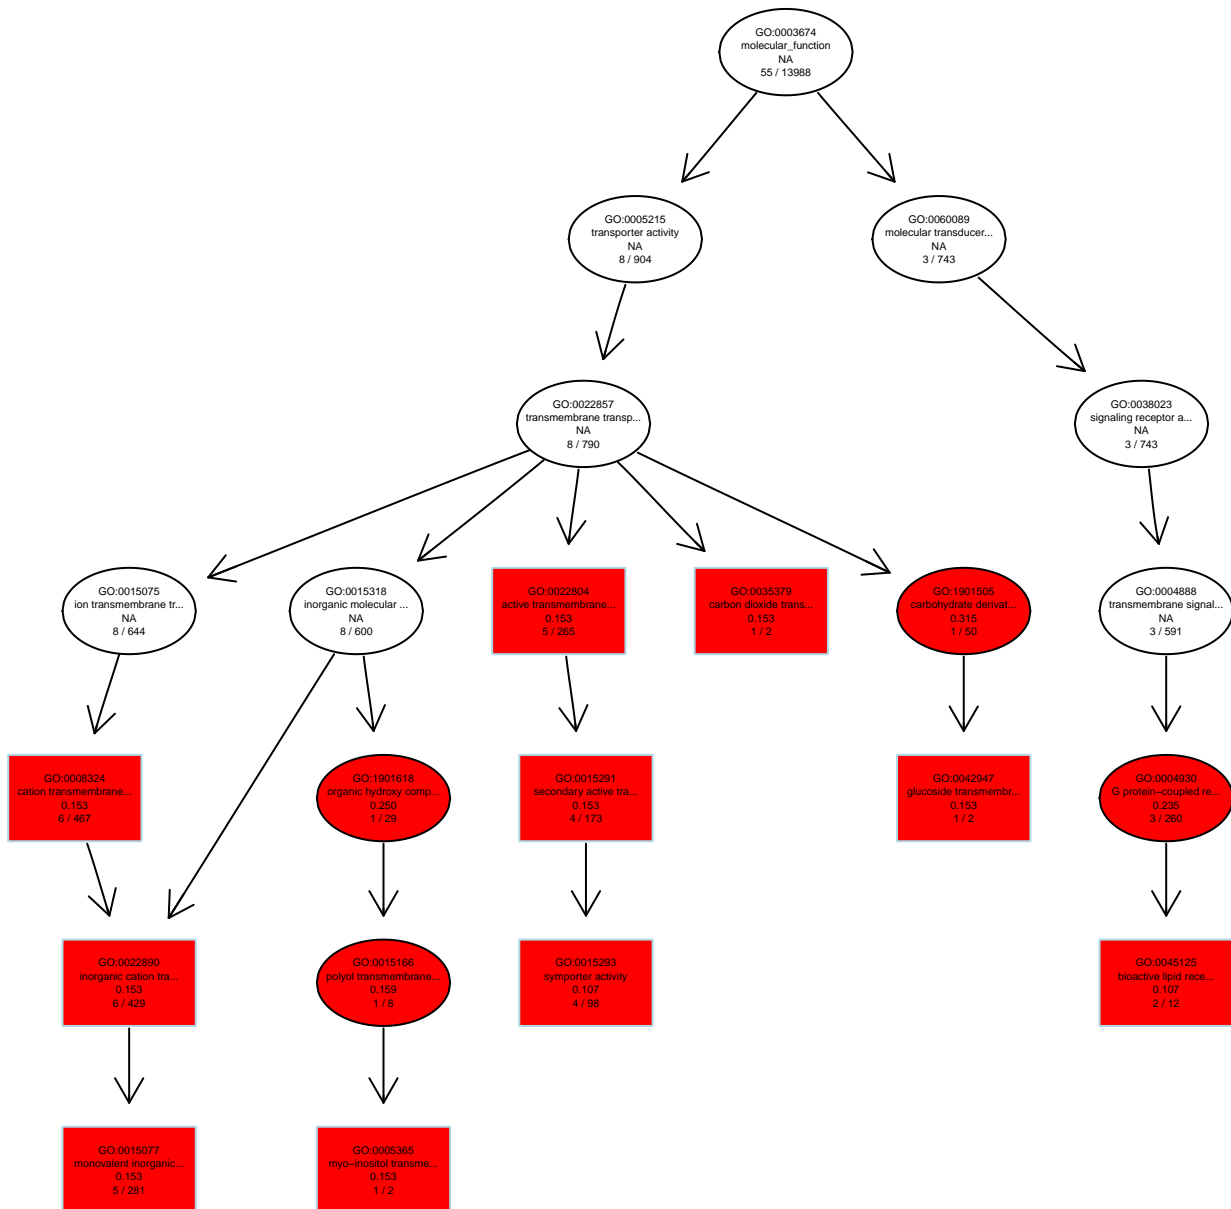 GO:0003674
molecular_function
NA
55 / 13988
GO:0005215
transporter activity
NA
8 / 904
GO:0060089
molecular transducer...
NA
3 / 743
GO:0022857
transmembrane transp...
NA
8 / 790
GO:0038023
signaling receptor a...
NA
3 / 743
GO:0015075
ion transmembrane tr...
NA
8 / 644
GO:0015318
inorganic molecular ...
NA
8 / 600
GO:0022804
active transmembrane...
0.153
5 / 265
GO:0035379
carbon dioxide trans...
0.153
1 / 2
GO:1901505
carbohydrate derivat...
0.315
1 / 50
GO:0004888
transmembrane signal...
NA
3 / 591
GO:0008324
cation transmembrane...
0.153
6 / 467
GO:1901618
organic hydroxy comp...
0.250
1 / 29
GO:0015291
secondary active tra...
0.153
4 / 173
GO:0042947
glucoside transmembr...
0.153
1 / 2
GO:0004930
G protein−coupled re...
0.235
3 / 260
GO:0022890
inorganic cation tra...
0.153
6 / 429
GO:0015166
polyol transmembrane...
0.159
1 / 8
GO:0015293
symporter activity
0.107
4 / 98
GO:0045125
bioactive lipid rece...
0.107
2 / 12
GO:0015077
monovalent inorganic...
0.153
5 / 281
GO:0005365
myo−inositol transme...
0.153
1 / 2